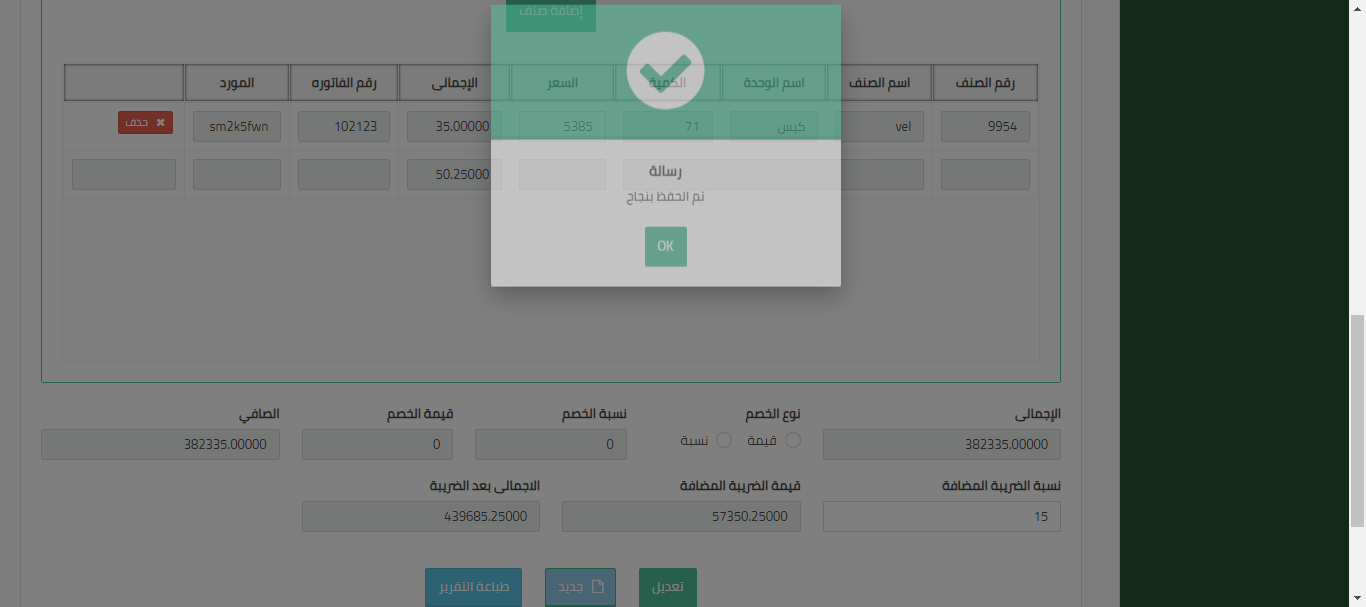 إضافة صنف
رقم الصنف اسم الصنف اسم الوحدة الكمية السعر الإجمالى رقم الفاتوره المورد
9954 vel كيس 71 5385 35.00000 102123 sm2k5fwn حذف
50.25000
رسالة
تم الحفظ بنجاح
OK
الإجمالى نوع الخصم نسبة الخصم قيمة الخصم الصافي
382335.00000 قيمة نسبة 0 0 382335.00000
نسبة الضريبة المضافة قيمة الضريبة المضافة الاجمالى بعد الضريبة
15 57350.25000 439685.25000
تعديل جديد طباعة التقرير